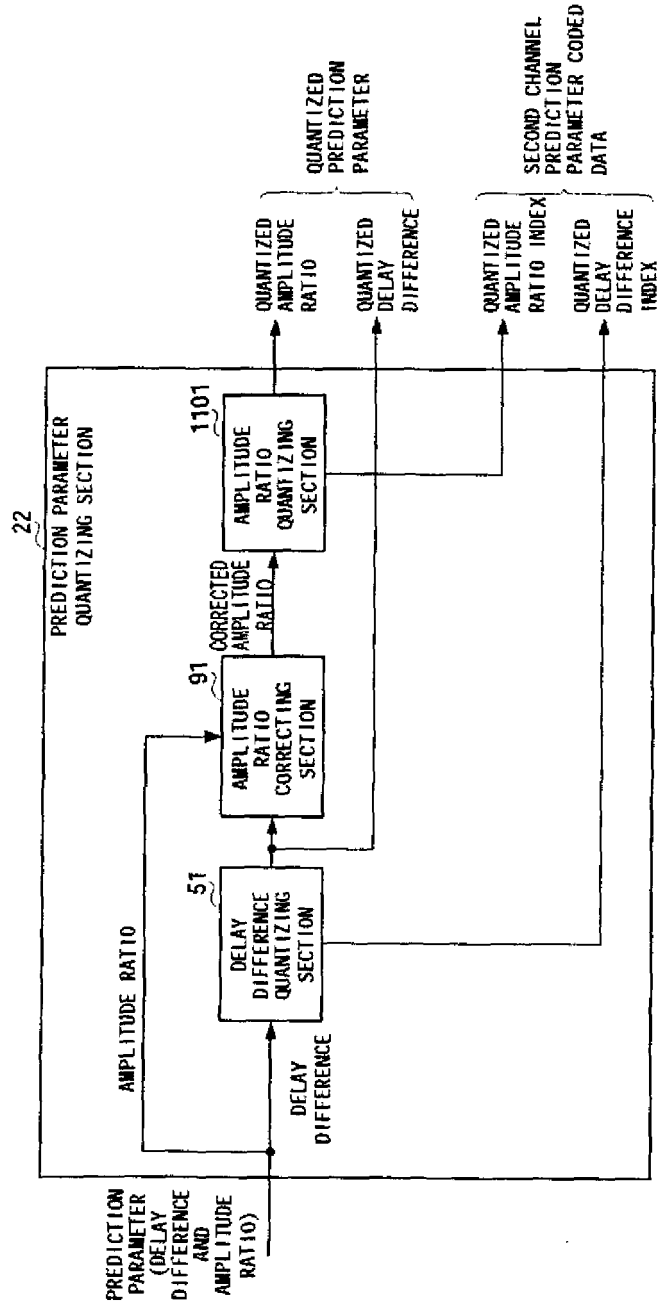 22
PREDICTION PARAMETER
QUANTIZING SECTION
PREDICTION
PARAMETER
(DELAY
DIFFERENCE
AND
AMPLITUDE
RATIO)
AMPLITUDE RATIO
DELAY
DIFFERENCE
51
DELAY
DIFFERENCE
QUANTIZING
SECTION
91
AMPLITUDE
RATIO
CORRECTING
SECTION
CORRECTED
AMPLITUDE
RATIO
1101
AMPLITUDE
RATIO
QUANTIZING
SECTION
QUANTIZED
AMPLITUDE
RATIO
QUANTIZED
DELAY
DIFFERENCE
QUANTIZED
PREDICTION
PARAMETER
QUANTIZED
AMPLITUDE
RATIO INDEX
QUANTIZED
DELAY
DIFFERENCE
INDEX
SECOND CHANNEL
PREDICTION
PARAMETER CODED
DATA